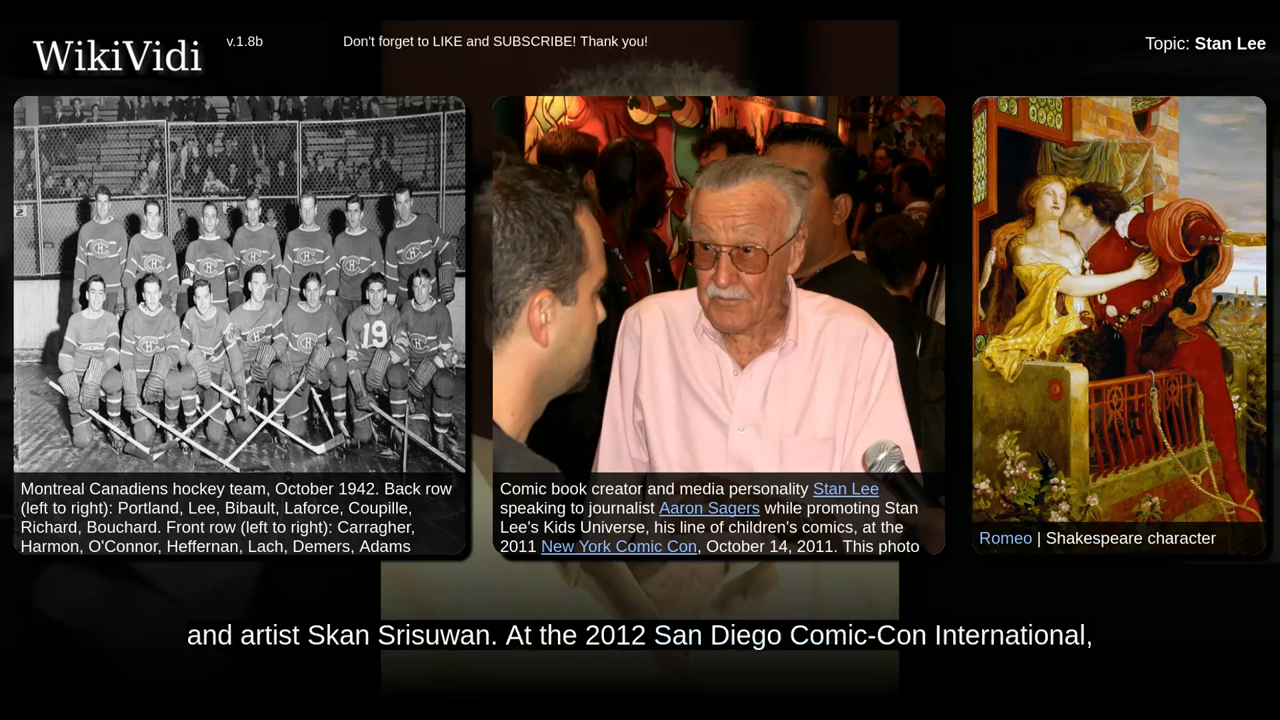 WikiVidi
v.1.8b
Don't forget to LIKE and SUBSCRIBE! Thank you!
Topic: Stan Lee
19
Montreal Canadiens hockey team, October 1942. Back row
(left to right): Portland, Lee, Bibault, Laforce, Coupille,
Richard, Bouchard. Front row (left to right): Carragher,
Harmon, O'Connor, Heffernan, Lach, Demers, Adams
Comic book creator and media personality Stan Lee
speaking to journalist Aaron Sagers while promoting Stan
Lee's Kids Universe, his line of children's comics, at the
2011 New York Comic Con, October 14, 2011. This photo
Romeo | Shakespeare character
and artist Skan Srisuwan. At the 2012 San Diego Comic-Con International,